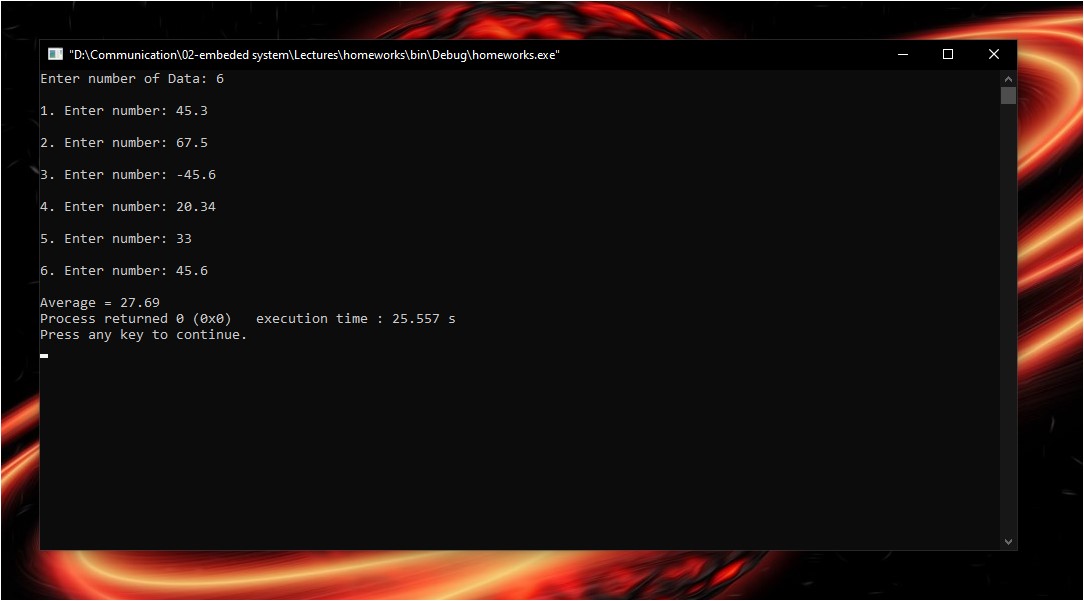 "D:\Communication\02-embeded system\Lectures\homeworks\bin\Debug\homeworks.exe"
Enter number of Data: 6
1. Enter number: 45.3
2. Enter number: 67.5
3. Enter number: -45.6
4. Enter number: 20.34
5. Enter number: 33
6. Enter number: 45.6
Average = 27.69
Process returned 0 (0x0)   execution time : 25.557 s
Press any key to continue.